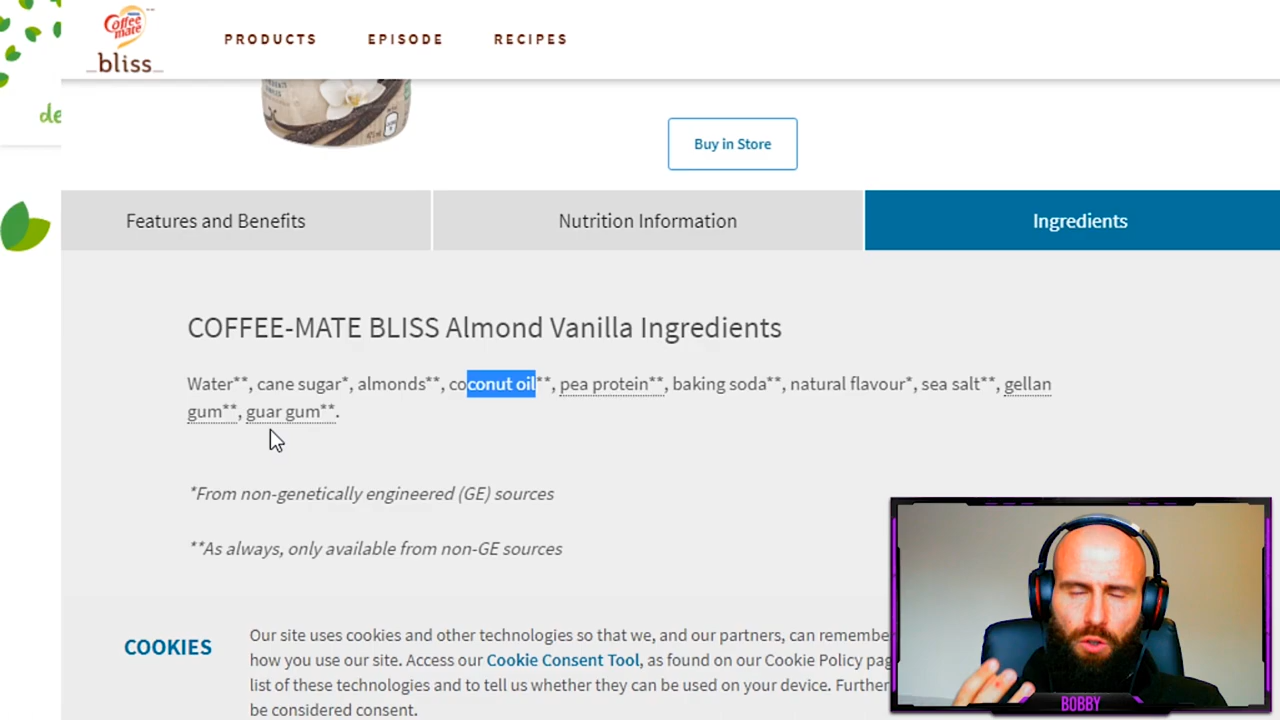 Coffee
mate
bliss
PRODUCTS
EPISODE
RECIPES
de
Buy in Store
Features and Benefits
Nutrition Information
Ingredients
COFFEE-MATE BLISS Almond Vanilla Ingredients
Water**, cane sugar*, almonds**, coconut oil**, pea protein**, baking soda**, natural flavour*, sea salt**, gellan
gum**, guar gum**.
*From non-genetically engineered (GE) sources
**As always, only available from non-GE sources
COOKIES
Our site uses cookies and other technologies so that we, and our partners, can remembe
how you use our site. Access our Cookie Consent Tool, as found on our Cookie Policy pag
list of these technologies and to tell us whether they can be used on your device. Further
be considered consent.
BOBBY